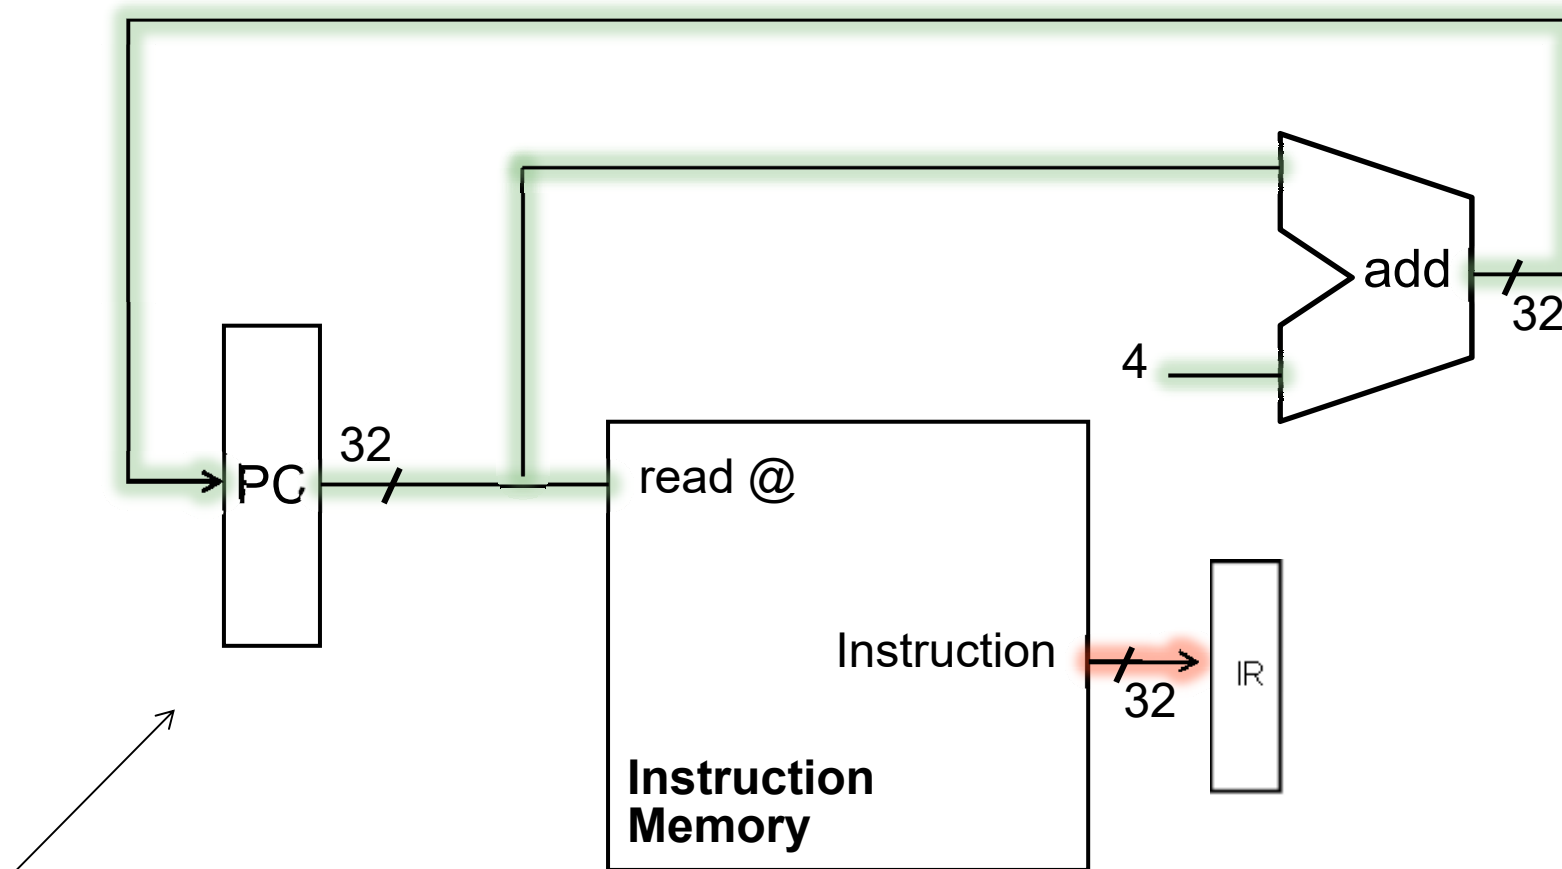 add
32
4
32
PC
read @
Instruction
32
IR
Instruction
Memory